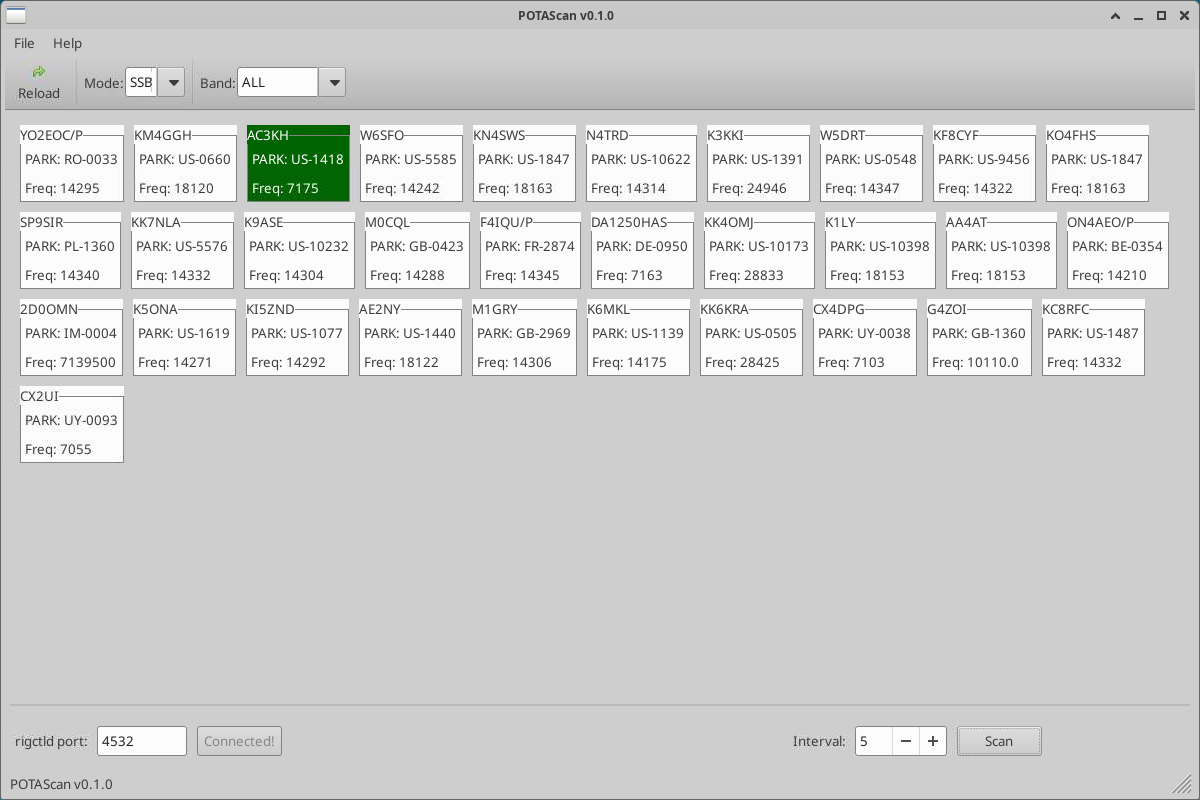 POTAScan v0.1.0
File Help
Reload Mode: SSB Band: ALL
YO2EOC/P KM4GGH AC3KH W6SFO KN4SWS N4TRD K3KKI W5DRT KF8CYF KO4FHS
PARK: RO-0033 PARK: US-0660 PARK: US-1418 PARK: US-5585 PARK: US-1847 PARK: US-10622 PARK: US-1391 PARK: US-0548 PARK: US-9456 PARK: US-1847
Freq: 14295 Freq: 18120 Freq: 7175 Freq: 14242 Freq: 18163 Freq: 14314 Freq: 24946 Freq: 14347 Freq: 14322 Freq: 18163
SP9SIR KK7NLA K9ASE M0CQL F4IQU/P DA1250HAS KK4OMJ K1LY AA4AT ON4AEO/P
PARK: PL-1360 PARK: US-5576 PARK: US-10232 PARK: GB-0423 PARK: FR-2874 PARK: DE-0950 PARK: US-10173 PARK: US-10398 PARK: US-10398 PARK: BE-0354
Freq: 14340 Freq: 14332 Freq: 14304 Freq: 14288 Freq: 14345 Freq: 7163 Freq: 28833 Freq: 18153 Freq: 18153 Freq: 14210
2D0OMN K5ONA KI5ZND AE2NY M1GRY K6MKL KK6KRA CX4DPG G4ZOI KC8RFC
PARK: IM-0004 PARK: US-1619 PARK: US-1077 PARK: US-1440 PARK: GB-2969 PARK: US-1139 PARK: US-0505 PARK: UY-0038 PARK: GB-1360 PARK: US-1487
Freq: 7139500 Freq: 14271 Freq: 14292 Freq: 18122 Freq: 14306 Freq: 14175 Freq: 28425 Freq: 7103 Freq: 10110.0 Freq: 14332
CX2UI
PARK: UY-0093
Freq: 7055
rigctld port: 4532 Connected! Interval: 5 Scan
POTAScan v0.1.0